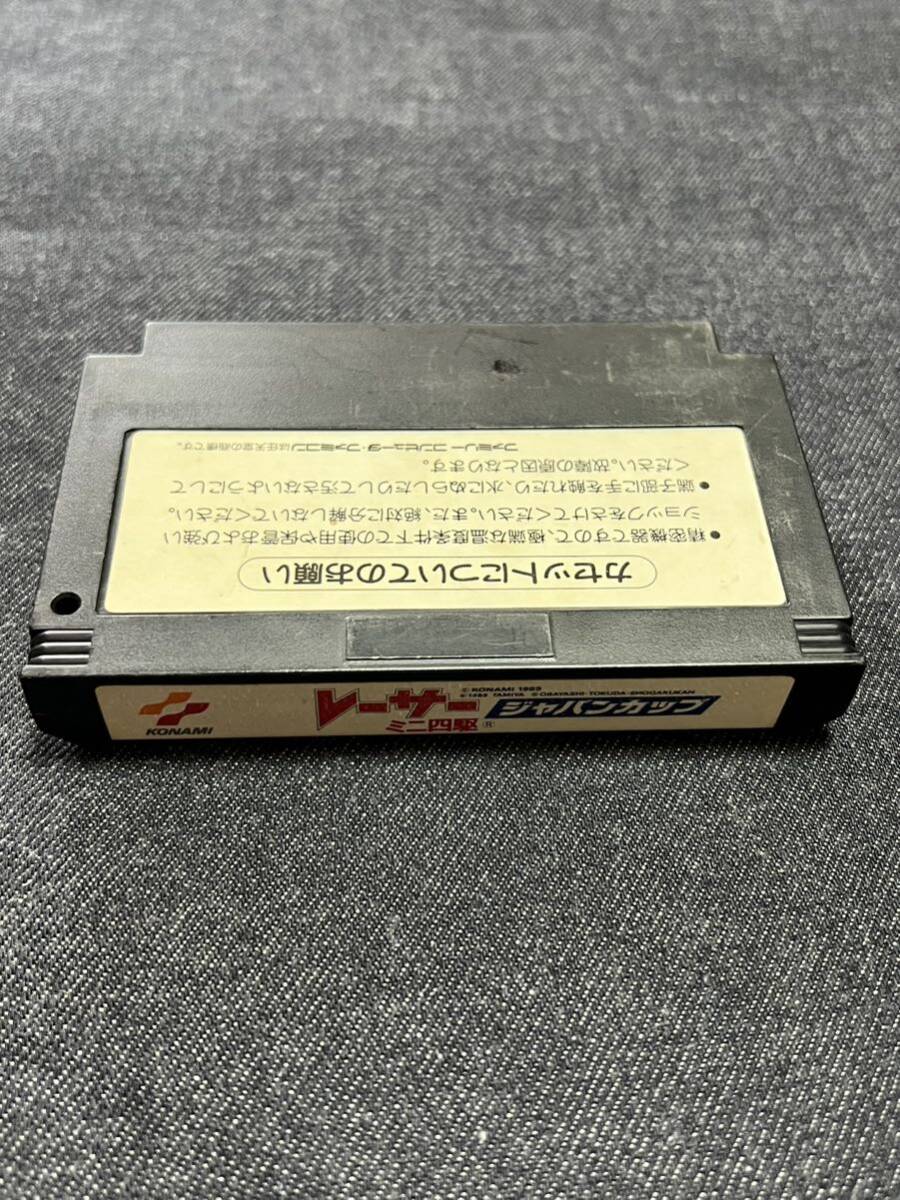 カセットについてのお願い
● 精密機器ですので、極端な温度条件下での使用や保管および強い
ショックをさけてください。また、絶対に分解しないでください。
● 端子部に手を触れたり、水にぬらしたりして汚さないようにして
ください。故障の原因となります。
ファミリーコンピュータ・ファミコンは任天堂の商標です。
KONAMI
レーサー
ミニ四駆 ®
ジャパンカップ
© KONAMI 1989
© 1989 TAMIYA © OBAYASHI・TOKUDA・SHOGAKUKAN